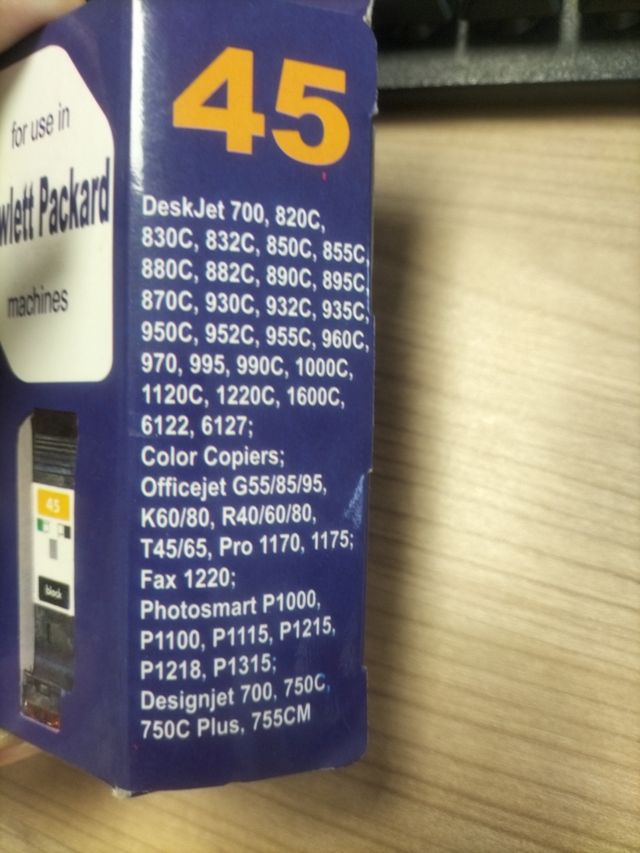 for use in
wlett Packard
machines
45
black
45
DeskJet 700, 820C,
830C, 832C, 850C, 855C,
880C, 882C, 890C, 895C,
870C, 930C, 932C, 935C,
950C, 952C, 955C, 960C,
970, 995, 990C, 1000C,
1120C, 1220C, 1600C,
6122, 6127;
Color Copiers;
Officejet G55/85/95,
K60/80, R40/60/80,
T45/65, Pro 1170, 1175;
Fax 1220;
Photosmart P1000,
P1100, P1115, P1215,
P1218, P1315;
Designjet 700, 750C,
750C Plus, 755CM